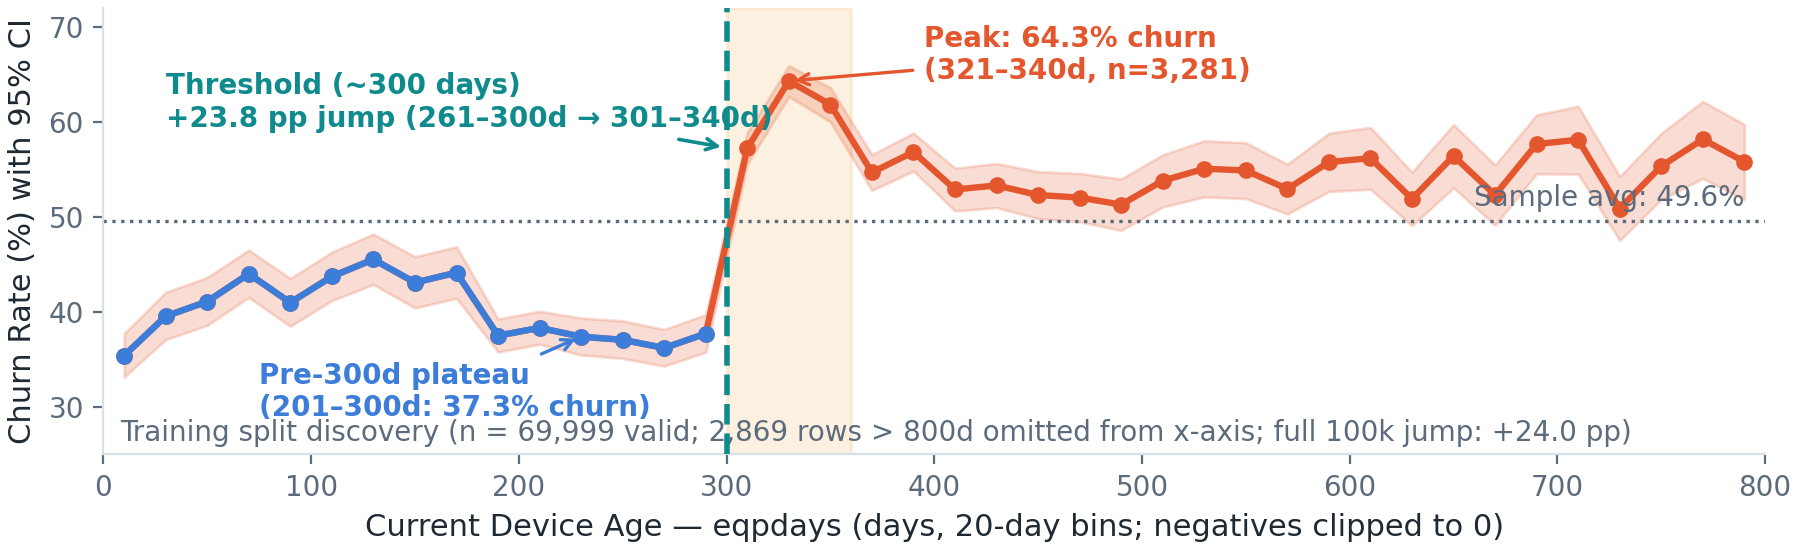 Churn Rate (%) with 95% CI
70
60
50
40
30
Threshold (~300 days)
+23.8 pp jump (261–300d → 301–340d)
Peak: 64.3% churn
(321–340d, n=3,281)
Sample avg: 49.6%
Pre-300d plateau
(201–300d: 37.3% churn)
Training split discovery (n = 69,999 valid; 2,869 rows > 800d omitted from x-axis; full 100k jump: +24.0 pp)
0 100 200 300 400 500 600 700 800
Current Device Age — eqpdays (days, 20-day bins; negatives clipped to 0)